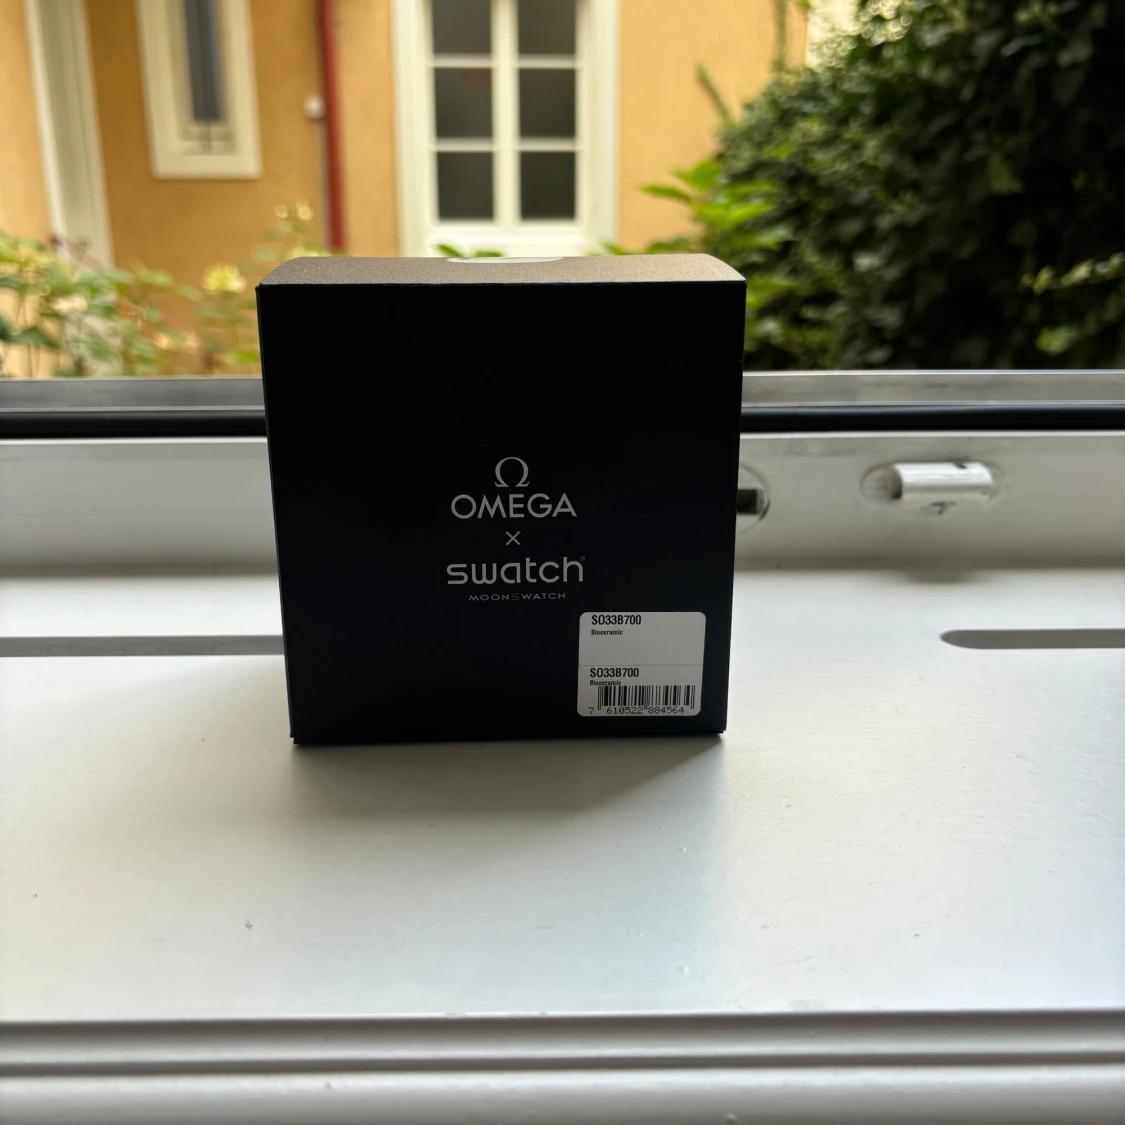 Ω
OMEGA
×
swatch®
MOONSWATCH
SO33B700
Bioceramic
SO33B700
Bioceramic
7 610522 884564